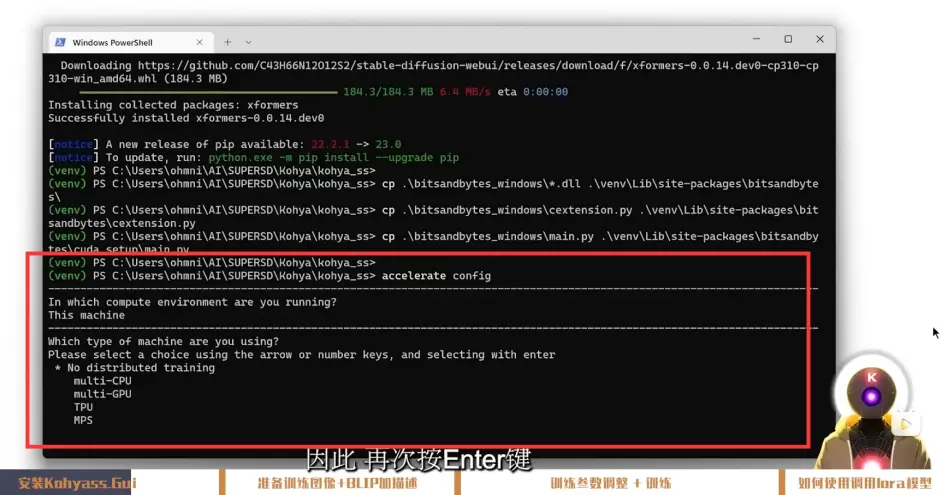 Windows PowerShell
Downloading https://github.com/C43H66N12O12S2/stable-diffusion-webui/releases/download/f/xformers-0.0.14.dev0-cp310-cp
310-win_amd64.whl (184.3 MB)
184.3/184.3 MB 6.4 MB/s eta 0:00:00
Installing collected packages: xformers
Successfully installed xformers-0.0.14.dev0
[notice] A new release of pip available: 22.2.1 -> 23.0
[notice] To update, run: python.exe -m pip install --upgrade pip
(venv) PS C:\Users\ohmni\AI\SUPERSD\Kohya\kohya_ss>
(venv) PS C:\Users\ohmni\AI\SUPERSD\Kohya\kohya_ss> cp .\bitsandbytes_windows\*.dll .\venv\Lib\site-packages\bitsandbyte
s\
(venv) PS C:\Users\ohmni\AI\SUPERSD\Kohya\kohya_ss> cp .\bitsandbytes_windows\cextension.py .\venv\Lib\site-packages\bit
sandbytes\cextension.py
(venv) PS C:\Users\ohmni\AI\SUPERSD\Kohya\kohya_ss> cp .\bitsandbytes_windows\main.py .\venv\Lib\site-packages\bitsandby
tes\cuda_setup\main.py
(venv) PS C:\Users\ohmni\AI\SUPERSD\Kohya\kohya_ss>
(venv) PS C:\Users\ohmni\AI\SUPERSD\Kohya\kohya_ss> accelerate config
In which compute environment are you running?
This machine
Which type of machine are you using?
Please select a choice using the arrow or number keys, and selecting with enter
* No distributed training
multi-CPU
multi-GPU
TPU
MPS
K
因此 再次按Enter键
安装Kohyass.Gui
准备训练图像+BLIP加描述
训练参数调整 + 训练
如何使用调用lora模型